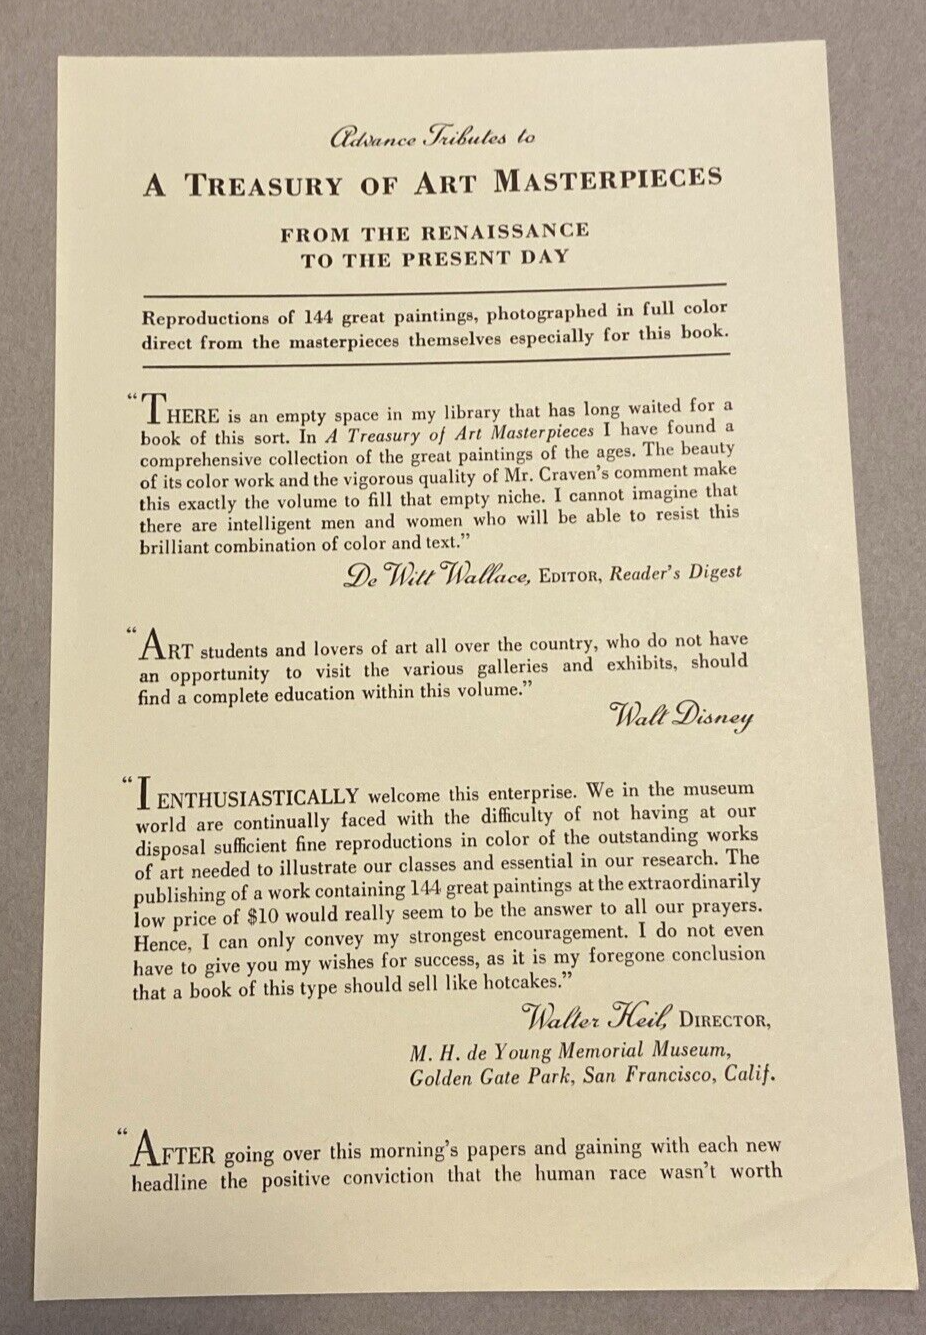 Advance Tributes to
A TREASURY OF ART MASTERPIECES
FROM THE RENAISSANCE
TO THE PRESENT DAY
Reproductions of 144 great paintings, photographed in full color
direct from the masterpieces themselves especially for this book.
“THERE is an empty space in my library that has long waited for a
book of this sort. In A Treasury of Art Masterpieces I have found a
comprehensive collection of the great paintings of the ages. The beauty
of its color work and the vigorous quality of Mr. Craven’s comment make
this exactly the volume to fill that empty niche. I cannot imagine that
there are intelligent men and women who will be able to resist this
brilliant combination of color and text.”
De Witt Wallace, EDITOR, Reader’s Digest
“ART students and lovers of art all over the country, who do not have
an opportunity to visit the various galleries and exhibits, should
find a complete education within this volume.”
Walt Disney
“I ENTHUSIASTICALLY welcome this enterprise. We in the museum
world are continually faced with the difficulty of not having at our
disposal sufficient fine reproductions in color of the outstanding works
of art needed to illustrate our classes and essential in our research. The
publishing of a work containing 144 great paintings at the extraordinarily
low price of $10 would really seem to be the answer to all our prayers.
Hence, I can only convey my strongest encouragement. I do not even
have to give you my wishes for success, as it is my foregone conclusion
that a book of this type should sell like hotcakes.”
Walter Heil, DIRECTOR,
M. H. de Young Memorial Museum,
Golden Gate Park, San Francisco, Calif.
“AFTER going over this morning’s papers and gaining with each new
headline the positive conviction that the human race wasn’t worth